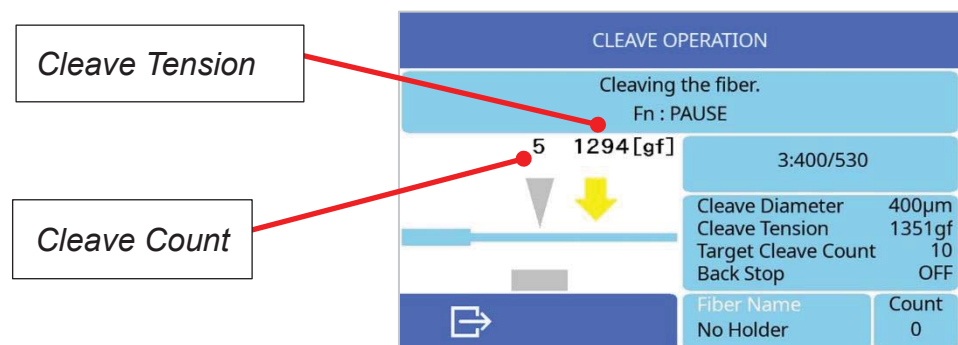 Cleave Tension
Cleave Count
CLEAVE OPERATION
Cleaving the fiber.
Fn : PAUSE
5 1294[gf]
3:400/530
Cleave Diameter 400μm
Cleave Tension 1351gf
Target Cleave Count 10
Back Stop OFF
Fiber Name
No Holder
Count
0